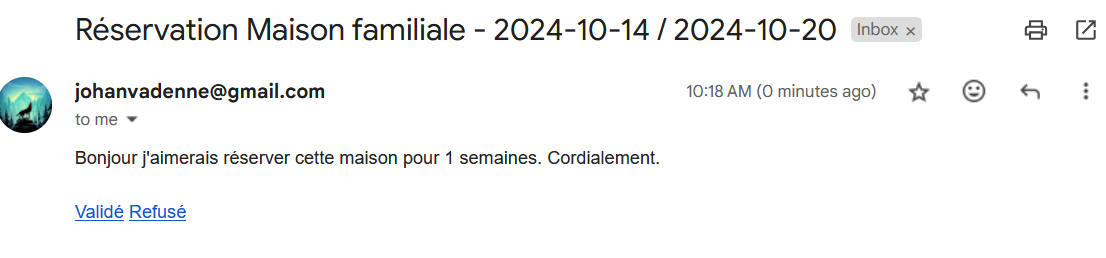 Réservation Maison familiale - 2024-10-14 / 2024-10-20 Inbox ×
johanvadenne@gmail.com 10:18 AM (0 minutes ago)
to me
Bonjour j'aimerais réserver cette maison pour 1 semaines. Cordialement.
Validé Refusé